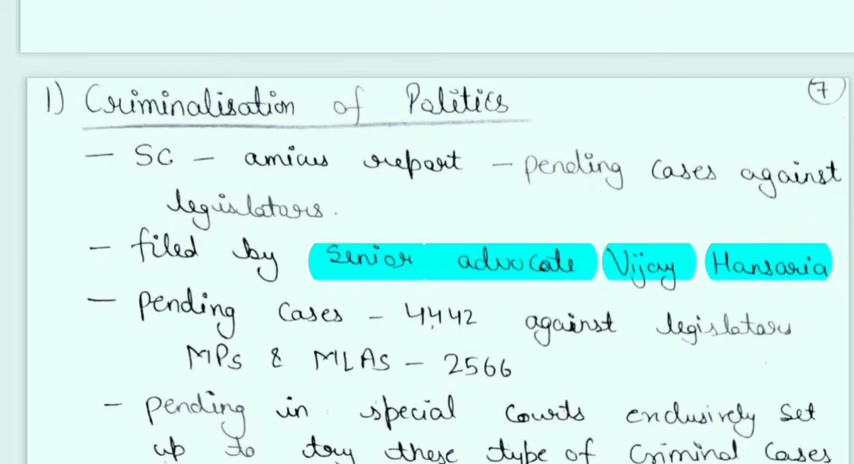 1) Criminalisation of Politics 7
- SC - amicus report - pending cases against
legislators.
- filed by Senior advocate Vijay Hansaria
- pending cases - 4442 against legislators
MPs & MLAs - 2566
- pending in special Courts exclusively set
up to try these type of Criminal Cases